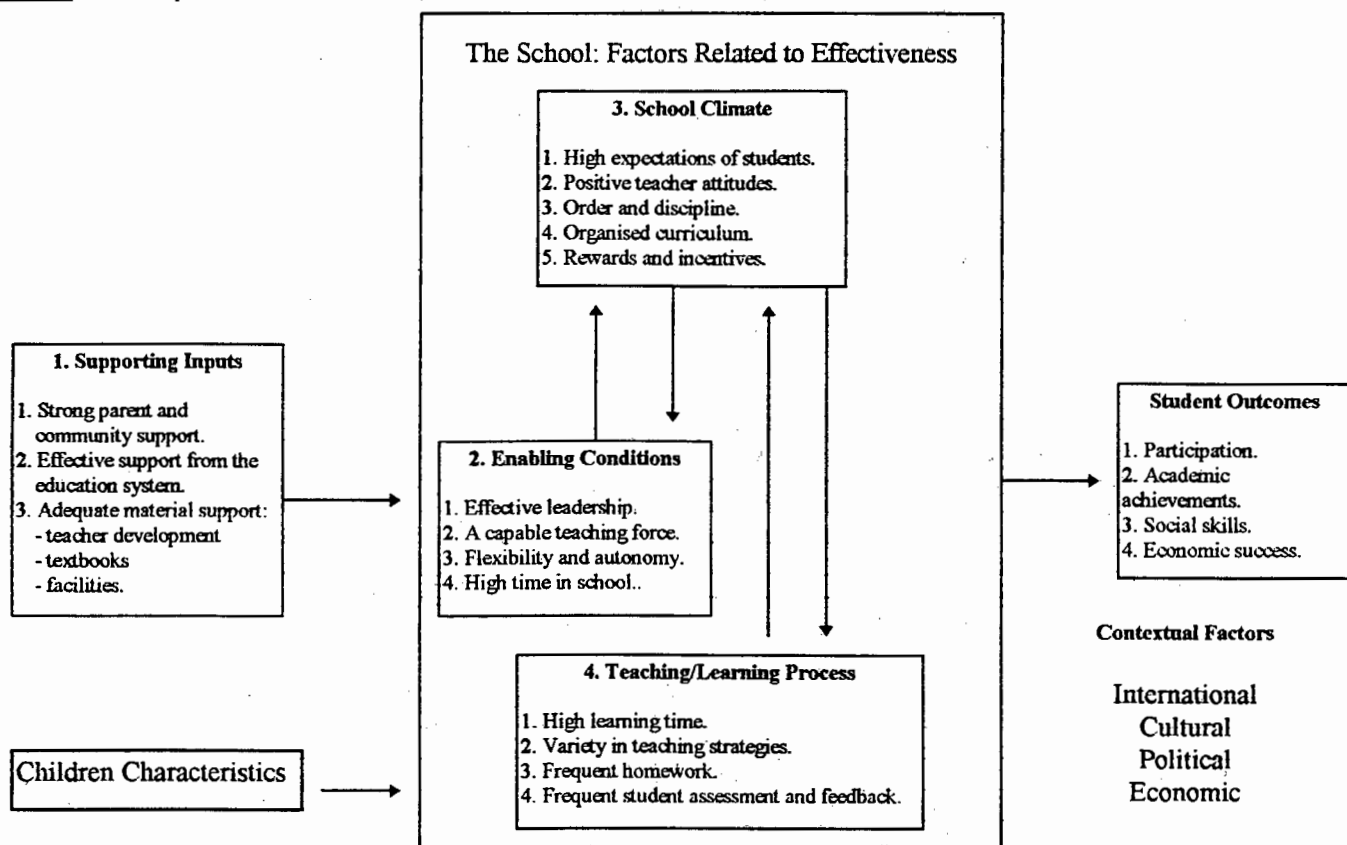 The School: Factors Related to Effectiveness
3. School Climate
1. High expectations of students.
2. Positive teacher attitudes.
3. Order and discipline.
4. Organised curriculum.
5. Rewards and incentives.
1. Supporting Inputs
1. Strong parent and
community support.
2. Effective support from the
education system.
3. Adequate material support:
- teacher development
- textbooks
- facilities.
2. Enabling Conditions
1. Effective leadership.
2. A capable teaching force.
3. Flexibility and autonomy.
4. High time in school..
Student Outcomes
1. Participation.
2. Academic
achievements.
3. Social skills.
4. Economic success.
4. Teaching/Learning Process
1. High learning time.
2. Variety in teaching strategies.
3. Frequent homework.
4. Frequent student assessment and feedback.
Children Characteristics
Contextual Factors
International
Cultural
Political
Economic